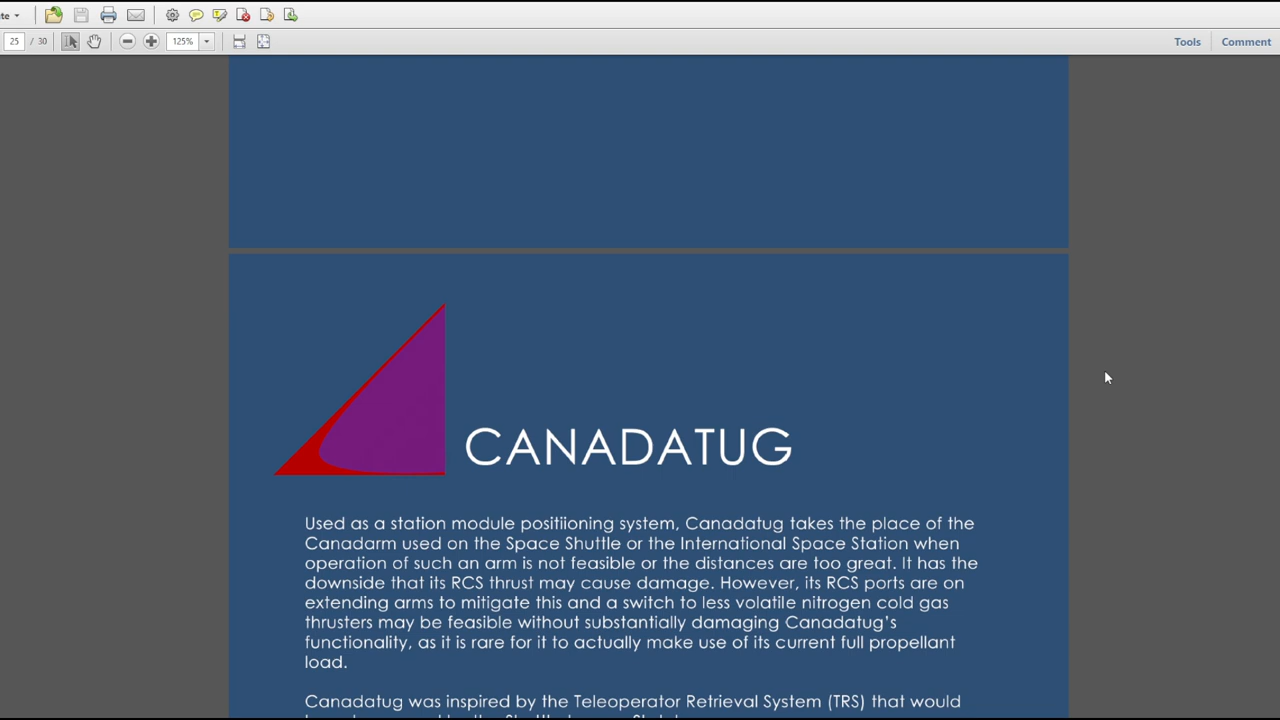 te
25 / 30
125%
Tools
Comment
CANADATUG
Used as a station module positiioning system, Canadatug takes the place of the
Canadarm used on the Space Shuttle or the International Space Station when
operation of such an arm is not feasible or the distances are too great. It has the
downside that its RCS thrust may cause damage. However, its RCS ports are on
extending arms to mitigate this and a switch to less volatile nitrogen cold gas
thrusters may be feasible without substantially damaging Canadatug's
functionality, as it is rare for it to actually make use of its current full propellant
load.
Canadatug was inspired by the Teleoperator Retrieval System (TRS) that would